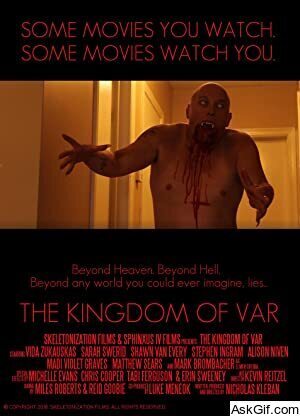 SOME MOVIES YOU WATCH.
SOME MOVIES WATCH YOU.
Beyond Heaven. Beyond Hell.
Beyond any world you could ever imagine, lies..
THE KINGDOM OF VAR
SKELETONIZATION FILMS & SPHINXUS IV FILMS PRESENTS: THE KINGDOM OF VAR
STARRING VIDA ZUKAUSKAS SARAH SWERID SHAWN VAN EVERY STEPHEN INGRAM ALISON NIVEN
MADI VIOLET GRAVES MATTHEW SEARS AND MARK BROMBACHER
MICHELLE EVANS CHRIS COOPER TABI FERGUSON & ERIN SWEENEY KEVIN REITZEL
MILES ROBERTS & REID GOOBIE LUKE MENEOK NICHOLAS KLEBAN
AskGif.com